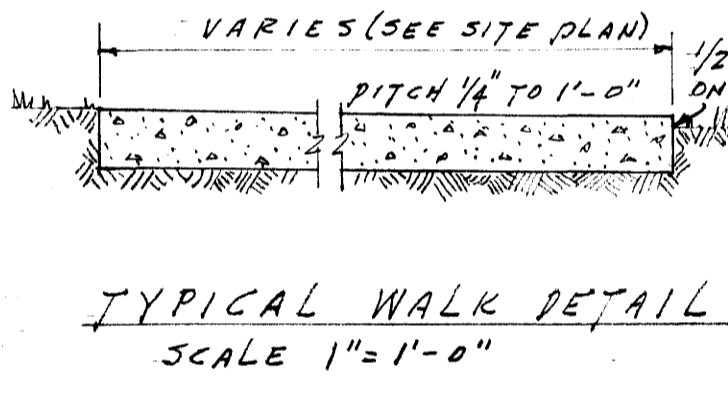 VARIES (SEE SITE PLAN)
1/2
DN
PITCH 1/4" TO 1'-0"
TYPICAL WALK DETAIL
SCALE 1" = 1'-0"